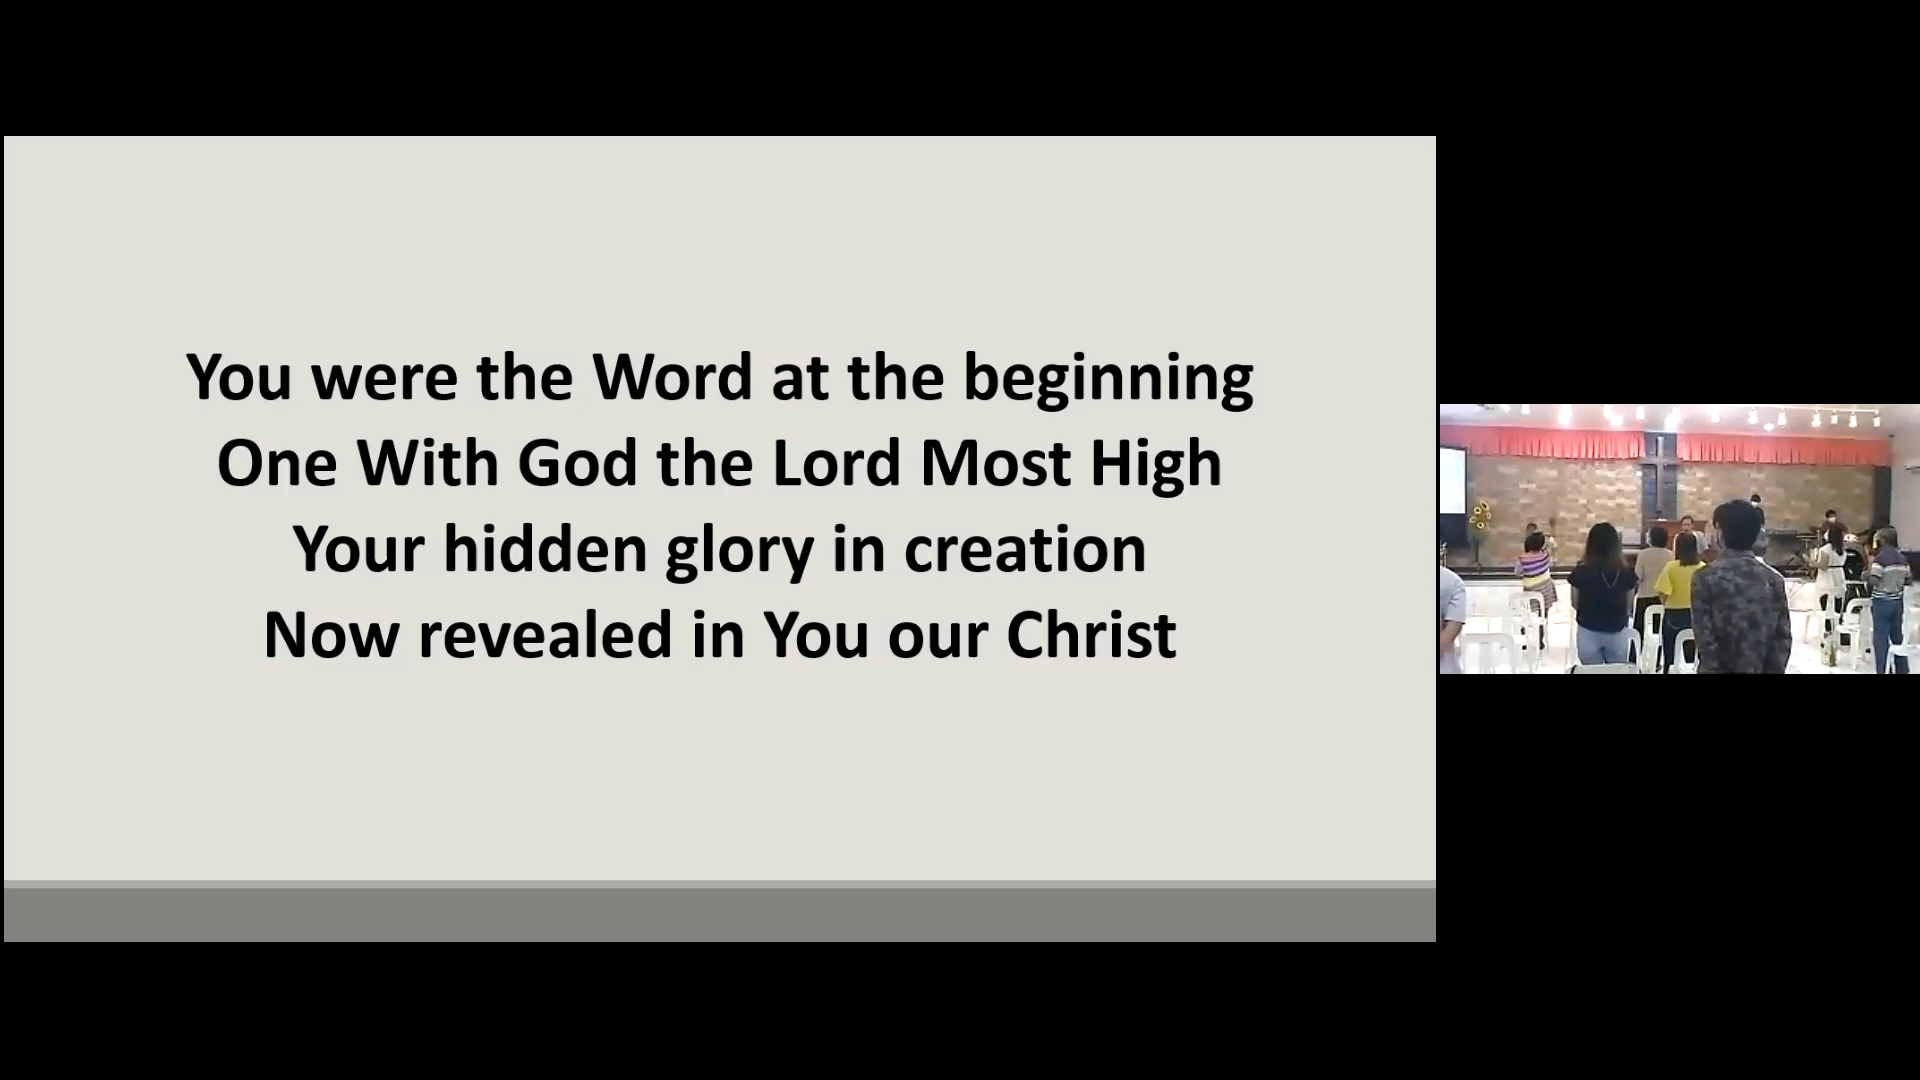 You were the Word at the beginning
One With God the Lord Most High
Your hidden glory in creation
Now revealed in You our Christ